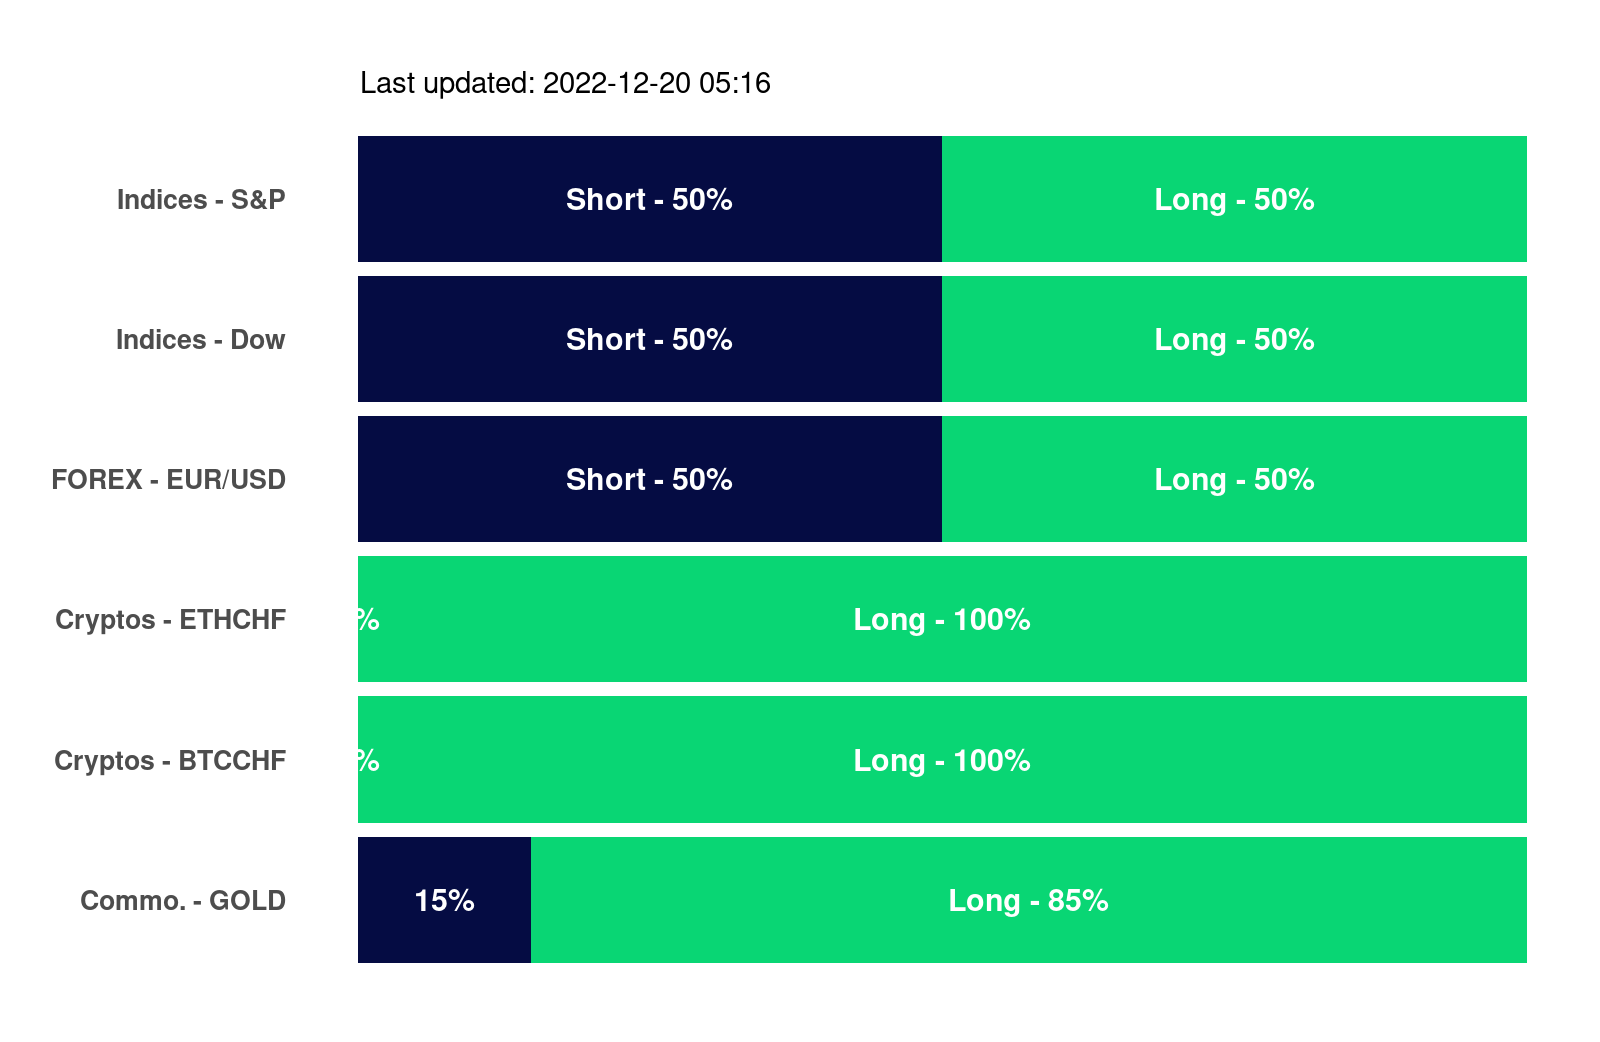 Last updated: 2022-12-20 05:16
Indices - S&P Short - 50% Long - 50%
Indices - Dow Short - 50% Long - 50%
FOREX - EUR/USD Short - 50% Long - 50%
Cryptos - ETHCHF % Long - 100%
Cryptos - BTCCHF % Long - 100%
Commo. - GOLD 15% Long - 85%